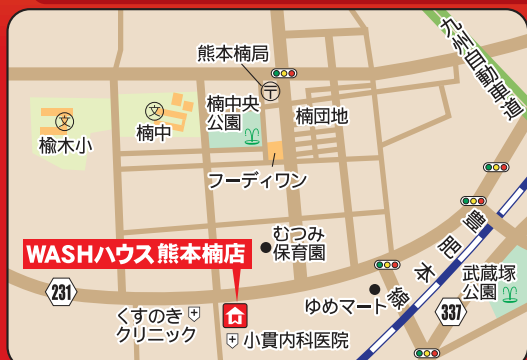 九州自動車道
熊本楠局
〒
楠中央
公園
楠団地
文
楡木小
文
楠中
フーディワン
むつみ
保育園
WASHハウス熊本楠店
231
くすのき
クリニック
小貫内科医院
ゆめマート
豊肥本線
武蔵塚
公園
337